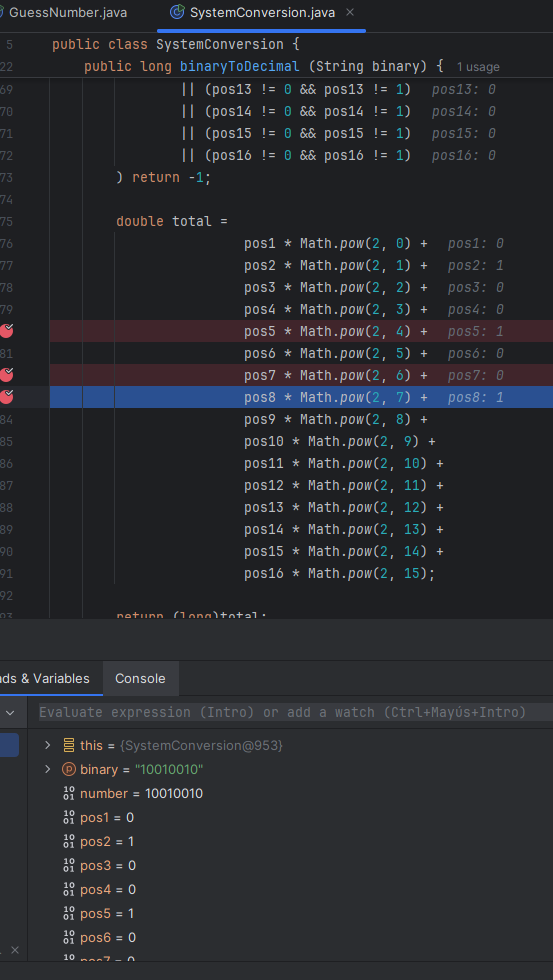 GuessNumber.java SystemConversion.java ×
5 public class SystemConversion {
22 public long binaryToDecimal (String binary) { 1 usage
69 || (pos13 != 0 && pos13 != 1) pos13: 0
70 || (pos14 != 0 && pos14 != 1) pos14: 0
71 || (pos15 != 0 && pos15 != 1) pos15: 0
72 || (pos16 != 0 && pos16 != 1) pos16: 0
73 ) return -1;
74
75 double total =
76 pos1 * Math.pow(2, 0) + pos1: 0
77 pos2 * Math.pow(2, 1) + pos2: 1
78 pos3 * Math.pow(2, 2) + pos3: 0
79 pos4 * Math.pow(2, 3) + pos4: 0
pos5 * Math.pow(2, 4) + pos5: 1
81 pos6 * Math.pow(2, 5) + pos6: 0
pos7 * Math.pow(2, 6) + pos7: 0
pos8 * Math.pow(2, 7) + pos8: 1
84 pos9 * Math.pow(2, 8) +
85 pos10 * Math.pow(2, 9) +
86 pos11 * Math.pow(2, 10) +
87 pos12 * Math.pow(2, 11) +
88 pos13 * Math.pow(2, 12) +
89 pos14 * Math.pow(2, 13) +
90 pos15 * Math.pow(2, 14) +
91 pos16 * Math.pow(2, 15);
92
93 return (long)total;
ads & Variables Console
Evaluate expression (Intro) or add a watch (Ctrl+Mayús+Intro)
this = {SystemConversion@953}
binary = "10010010"
number = 10010010
pos1 = 0
pos2 = 1
pos3 = 0
pos4 = 0
pos5 = 1
pos6 = 0
pos7 = 0